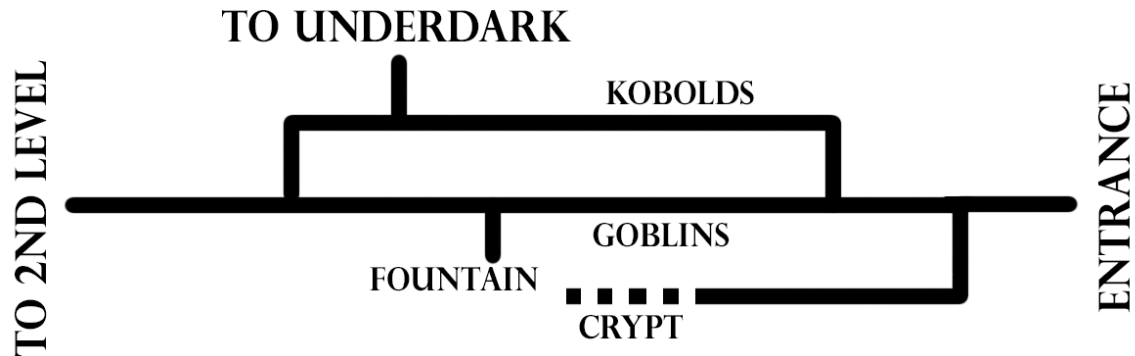 TO UNDERDARK
KOBOLDS
TO 2ND LEVEL
ENTRANCE
GOBLINS
FOUNTAIN
CRYPT